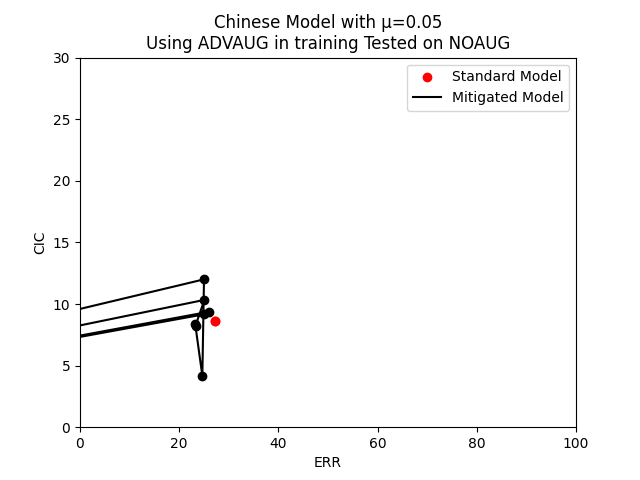 Chinese Model with μ=0.05
Using ADVAUG in training Tested on NOAUG
Standard Model
Mitigated Model
30
25
20
15
10
5
0
CIC
0 20 40 60 80 100
ERR